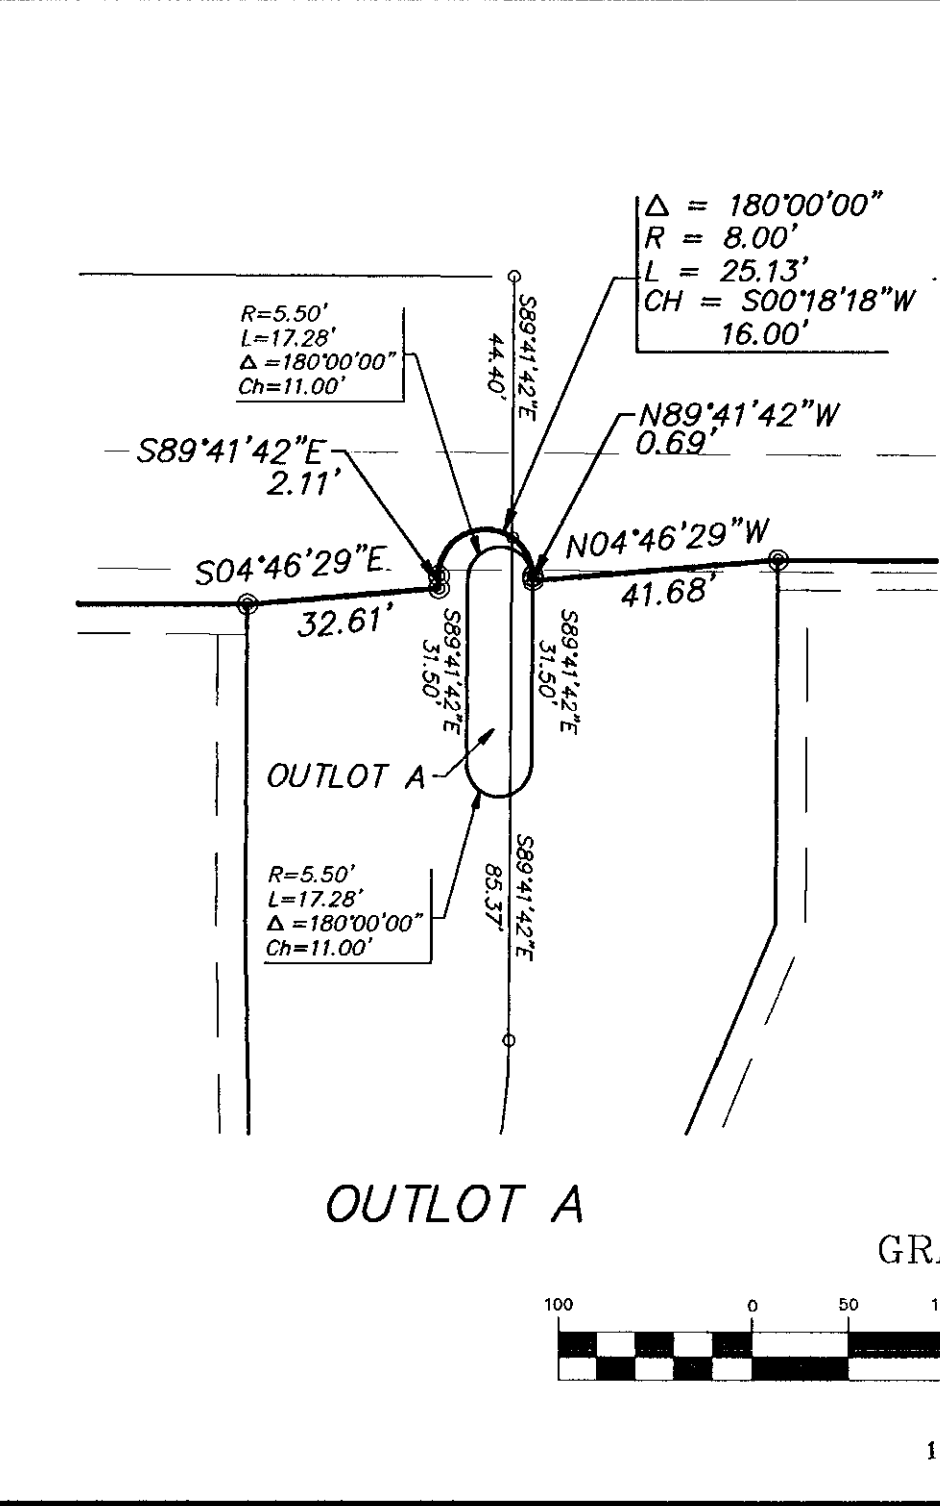 Δ = 180°00'00"
R = 8.00'
L = 25.13'
CH = S00°18'18"W
16.00'
R=5.50'
L=17.28'
Δ =180°00'00"
Ch=11.00'
S89°41'42"E
44.40'
N89°41'42"W
0.69'
S89°41'42"E
2.11'
S04°46'29"E
32.61'
N04°46'29"W
41.68'
S89°41'42"E
31.50'
S89°41'42"E
31.50'
OUTLOT A
S89°41'42"E
85.37'
R=5.50'
L=17.28'
Δ =180°00'00"
Ch=11.00'
OUTLOT A
GR
100 0 50 1
1